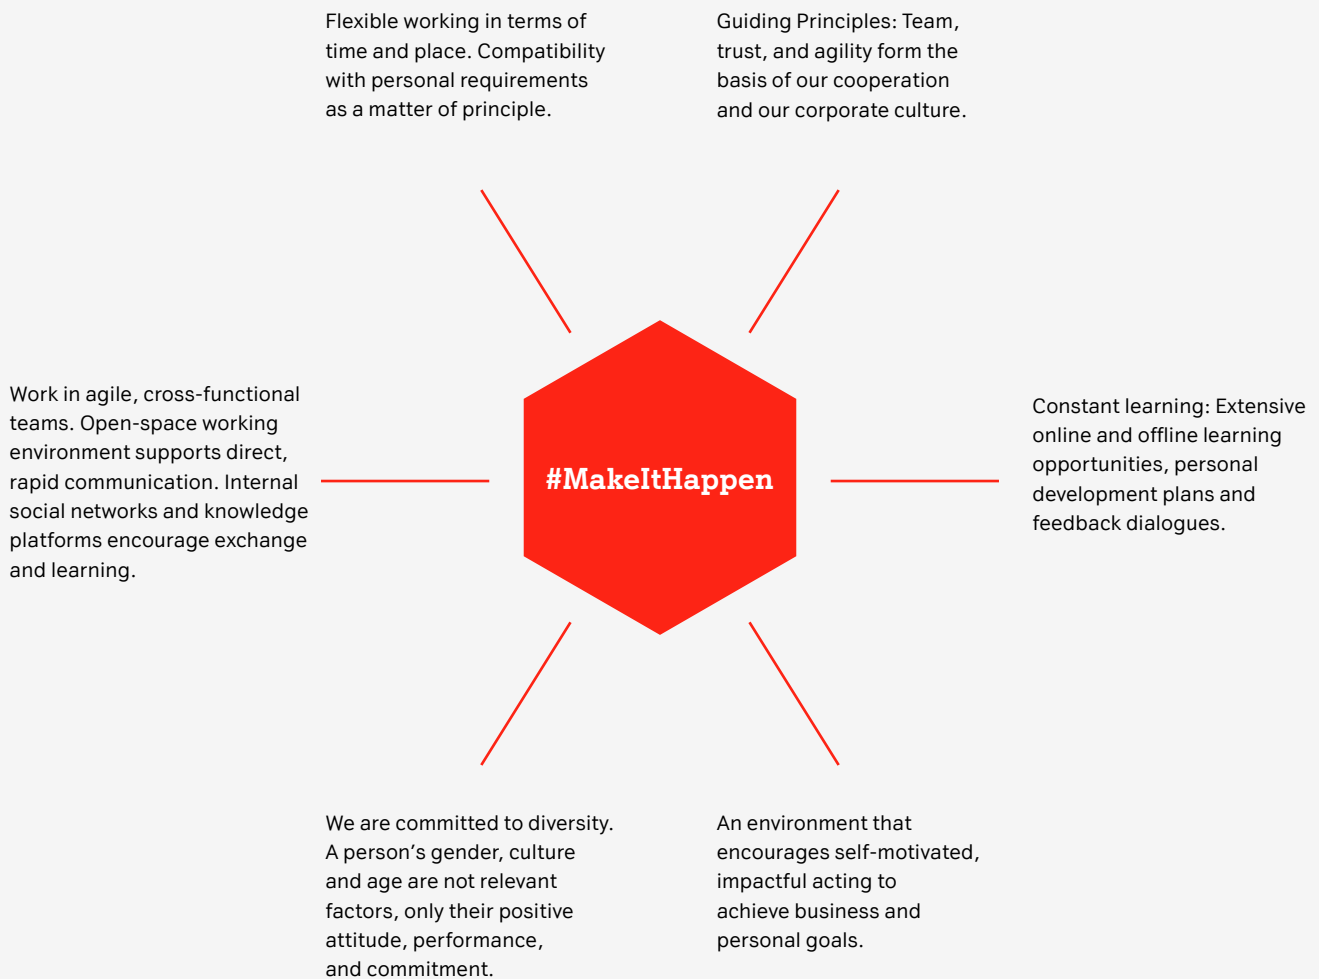 Flexible working in terms of
time and place. Compatibility
with personal requirements
as a matter of principle.
Guiding Principles: Team,
trust, and agility form the
basis of our cooperation
and our corporate culture.
Work in agile, cross-functional
teams. Open-space working
environment supports direct,
rapid communication. Internal
social networks and knowledge
platforms encourage exchange
and learning.
#MakeItHappen
Constant learning: Extensive
online and offline learning
opportunities, personal
development plans and
feedback dialogues.
We are committed to diversity.
A person’s gender, culture
and age are not relevant
factors, only their positive
attitude, performance,
and commitment.
An environment that
encourages self-motivated,
impactful acting to
achieve business and
personal goals.